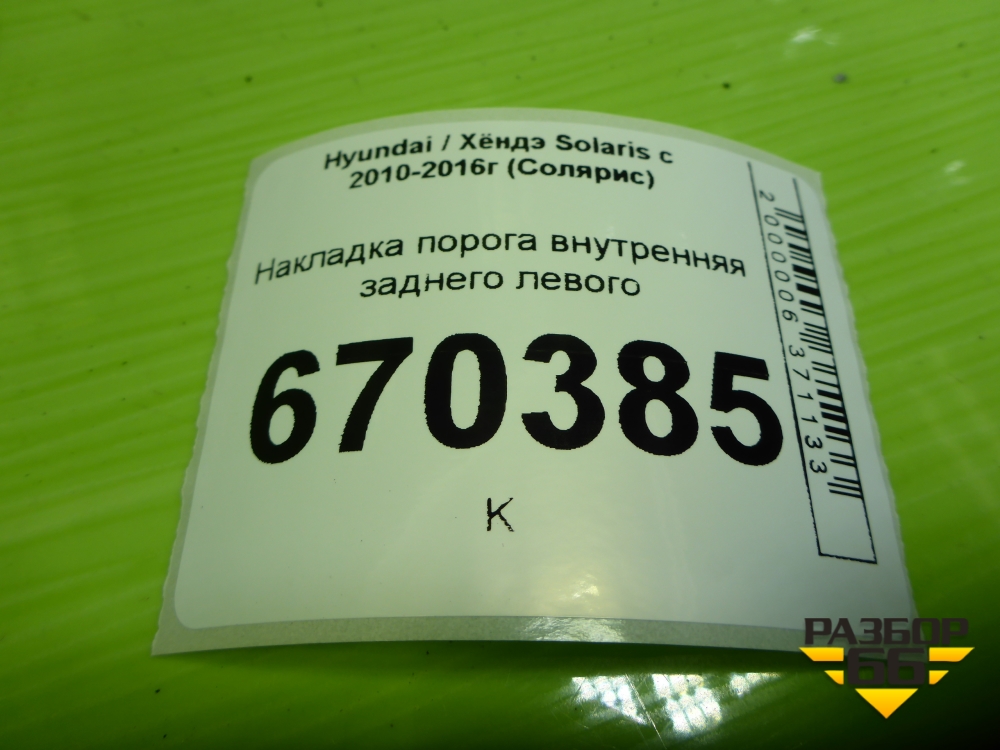 Hyundai / Хёндэ Solaris с
2010-2016г (Солярис)
Накладка порога внутренняя
заднего левого
670385
К
2000006371133
РАЗБОР
66